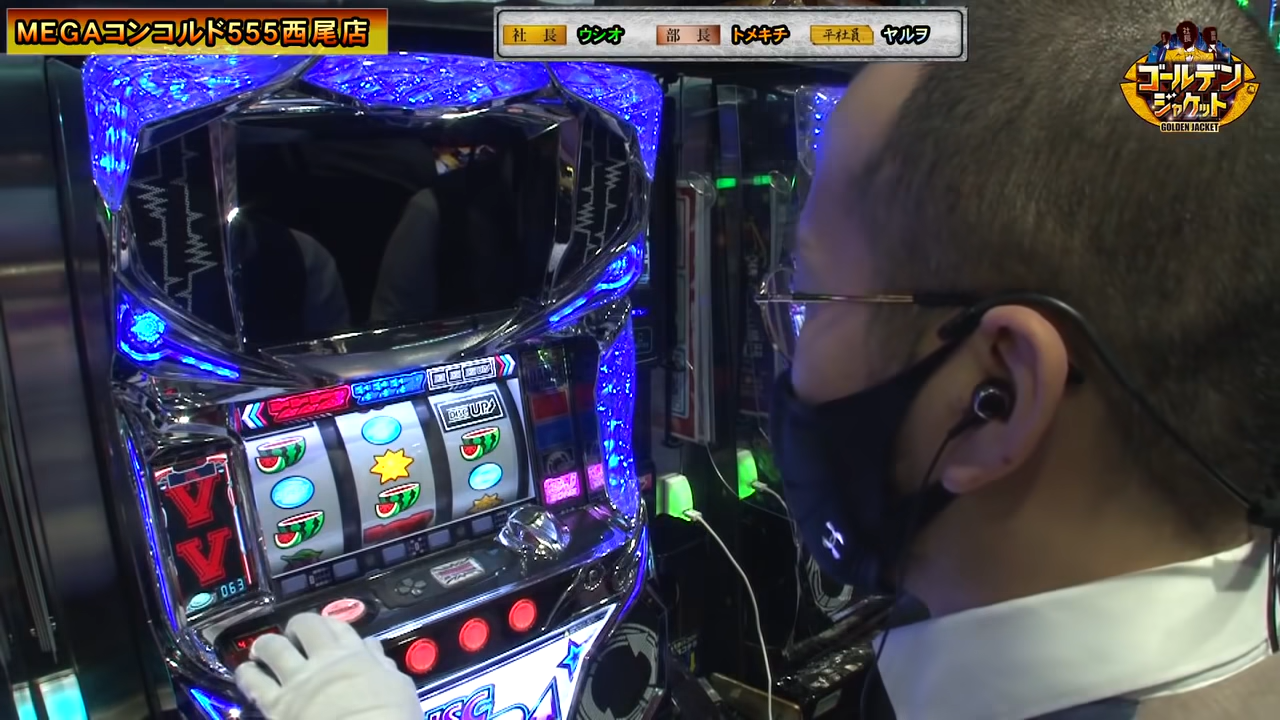 MEGAコンコルド555西尾店
社長 ウシオ 部長 トメキチ 平社員 ヤルヲ
ゴールデン
ジャケット
GOLDEN JACKET
DISC UP
V
V
063